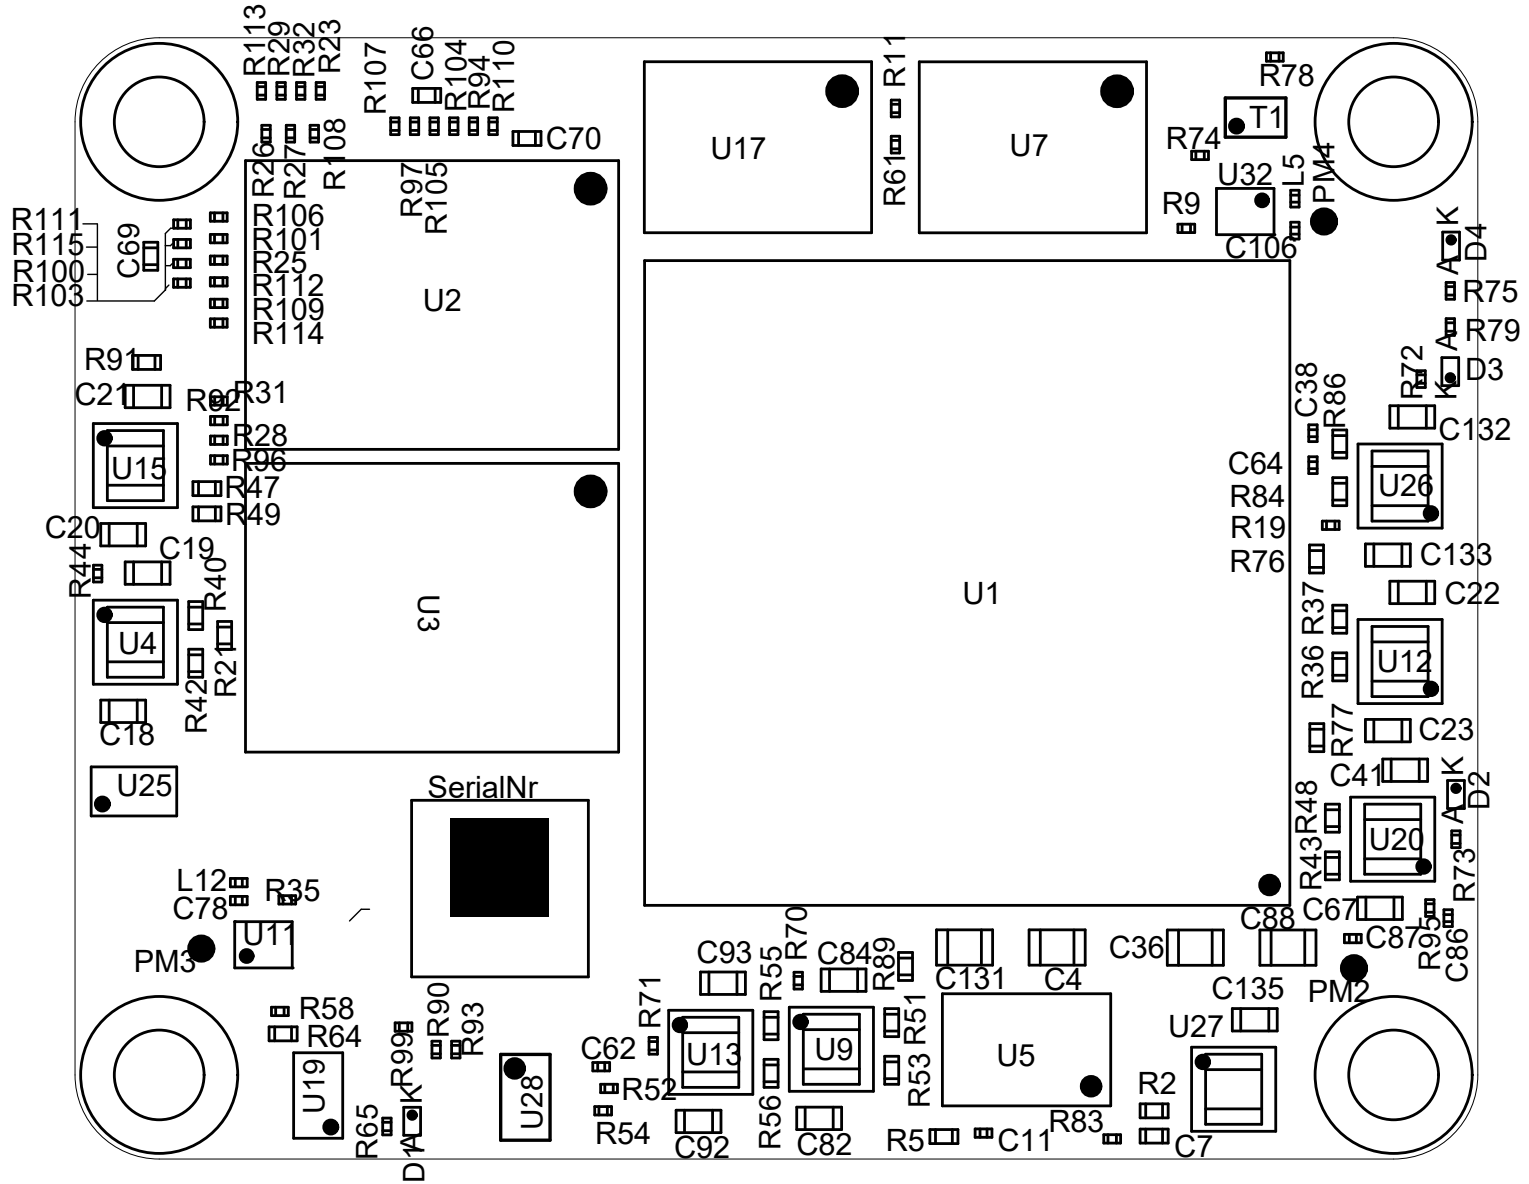 R113
R29
R32
R23
R107
C66
R104
R94
R110
R11
R78
T1
R26
R27
R108
C70
U17
U7
R74
R61
R97
R105
U32
L5
PM4
R9
C106
K
D4
A
R111
R115
R100
R103
C69
R106
R101
R25
R112
R109
R114
U2
R75
R79
A
R91
C21
R31
R92
R28
R96
R72
K
D3
C38
R86
C132
U15
R47
R49
C64
R84
R19
R76
U26
C20
C19
R44
R40
C133
C22
U3
U1
U4
R21
R42
R37
R36
U12
C18
R77
C23
U25
SerialNr
C41
K
D2
A
R48
U20
R43
R73
L12
R35
C78
U11
PM3
C67
R95
C86
C87
C88
C36
C4
C131
R89
C84
R70
R55
C93
PM2
C135
R58
R64
R90
R93
R99
R71
U13
U9
R51
R53
U5
U27
U19
U28
C62
R52
R54
R56
R65
K
A
D1
C92
C82
R5
C11
R83
R2
C7